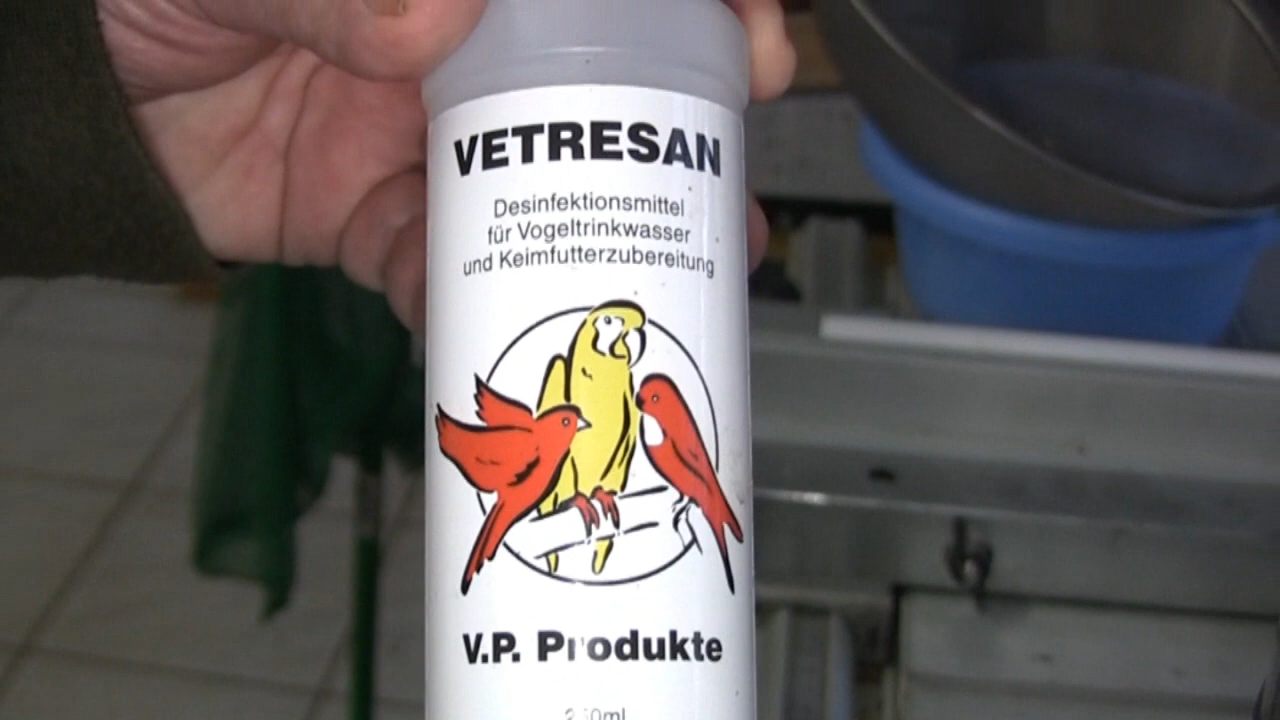 VETRESAN
Desinfektionsmittel
für Vogeltrinkwasser
und Keimfutterzubereitung
V.P. Produkte